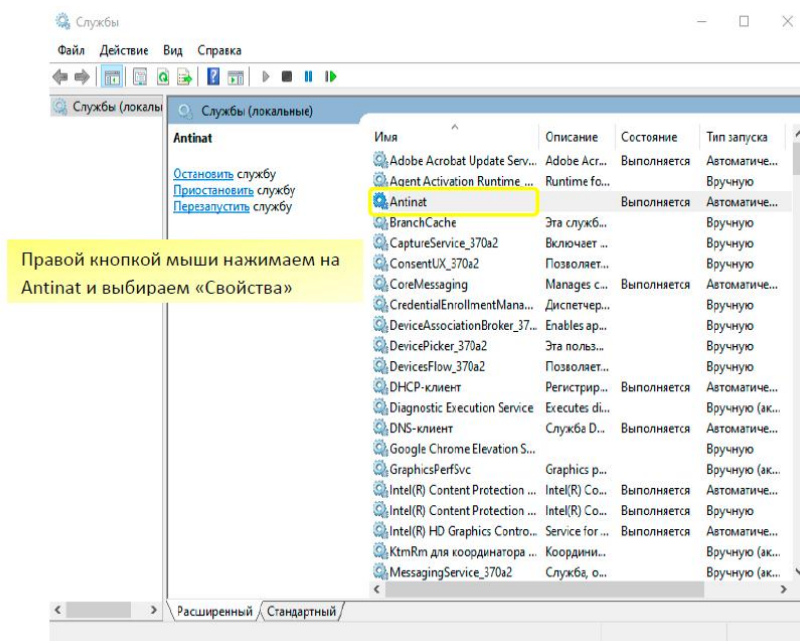 Службы
Файл Действие Вид Справка
Службы (локалы
Службы (локальные)
Antinat
Остановить службу
Приостановить службу
Перезапустить службу
Правой кнопкой мыши нажимаем на
Antinat и выбираем «Свойства»
Имя Описание Состояние Тип запуска
Adobe Acrobat Update Serv... Adobe Acr... Выполняется Автоматиче...
Agent Activation Runtime_... Runtime fo... Вручную
Antinat Выполняется Автоматиче...
BranchCache Эта служб... Вручную
CaptureService_370a2 Включает ... Вручную
ConsentUX_370a2 Позволяет... Вручную
CoreMessaging Manages c... Выполняется Автоматиче...
CredentialEnrollmentMana... Диспетчер... Вручную
DeviceAssociationBroker_37... Enables ap... Вручную
DevicePicker_370a2 Эта польз... Вручную
DevicesFlow_370a2 Позволяет... Вручную
DHCP-клиент Регистрир... Выполняется Автоматиче...
Diagnostic Execution Service Executes di... Вручную (ак...
DNS-клиент Служба D... Выполняется Автоматиче...
Google Chrome Elevation S... Вручную
GraphicsPerfSvc Graphics p... Вручную (ак...
Intel(R) Content Protection ... Intel(R) Co... Выполняется Автоматиче...
Intel(R) Content Protection ... Intel(R) Co... Выполняется Вручную
Intel(R) HD Graphics Contro... Service for ... Выполняется Автоматиче...
KtmRm для координатора ... Координи... Вручную (ак...
MessagingService_370a2 Служба, о... Вручную (ак...
Расширенный Стандартный